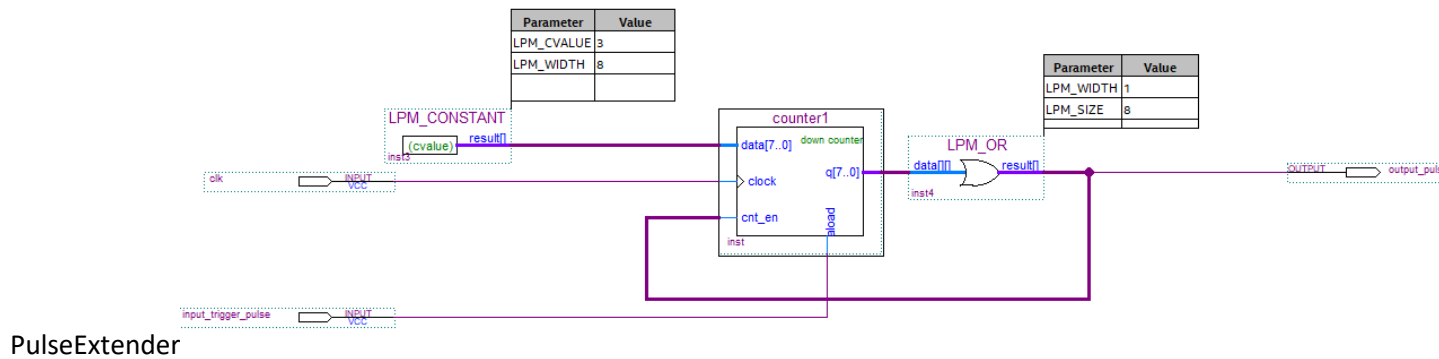 Parameter Value
LPM_CVALUE 3
LPM_WIDTH 8
Parameter Value
LPM_WIDTH 1
LPM_SIZE 8
LPM_CONSTANT
(cvalue) result[]
inst3
counter1
data[7..0] down counter
q[7..0]
clock
cnt_en
aload
inst
LPM_OR
data[][] result[]
inst4
clk INPUT
VCC
OUTPUT output_puls
input_trigger_pulse INPUT
VCC
PulseExtender